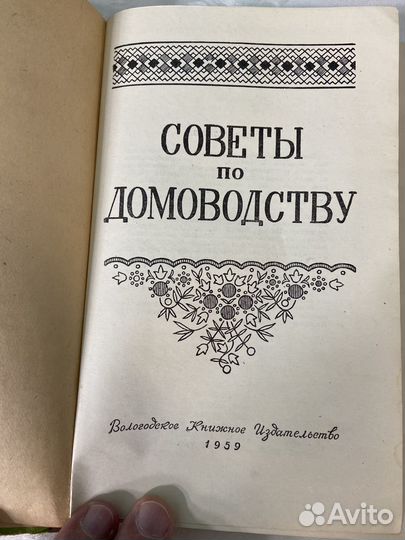 СОВЕТЫ
по
ДОМОВОДСТВУ
Вологодское Книжное Издательство
1959
Avito